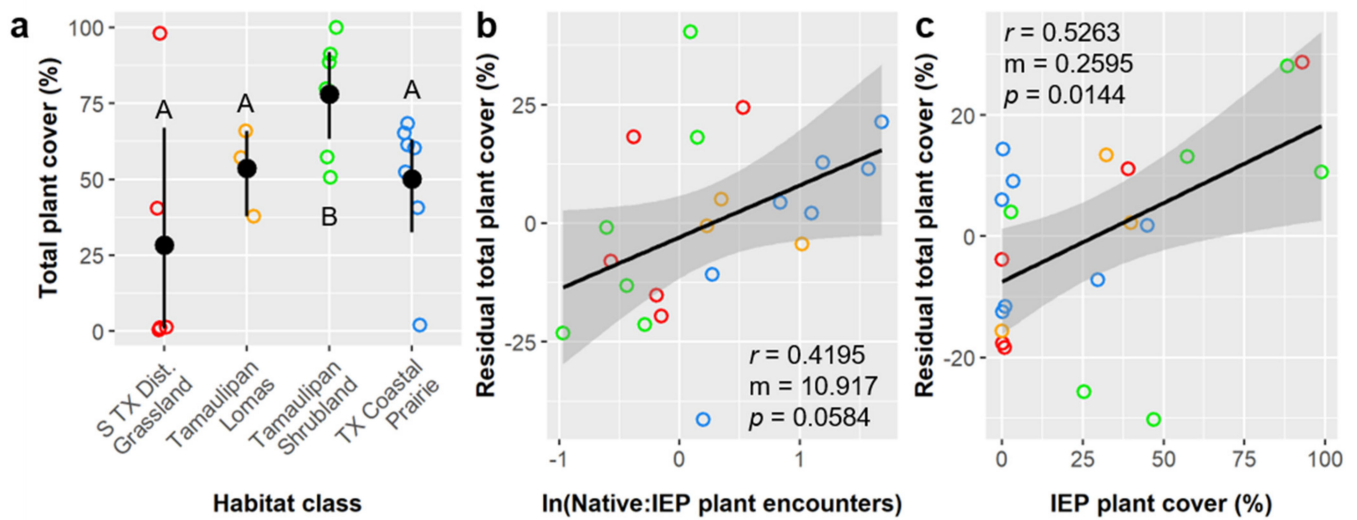 a
Total plant cover (%)
100
75
50
25
0
A
A
B
A
S TX Dist.
Grassland
Tamaulipan
Lomas
Tamaulipan
Shrubland
TX Coastal
Prairie
Habitat class
b
Residual total plant cover (%)
25
0
-25
r = 0.4195
m = 10.917
p = 0.0584
-1
0
1
ln(Native:IEP plant encounters)
c
Residual total plant cover (%)
20
0
-20
r = 0.5263
m = 0.2595
p = 0.0144
0
25
50
75
100
IEP plant cover (%)